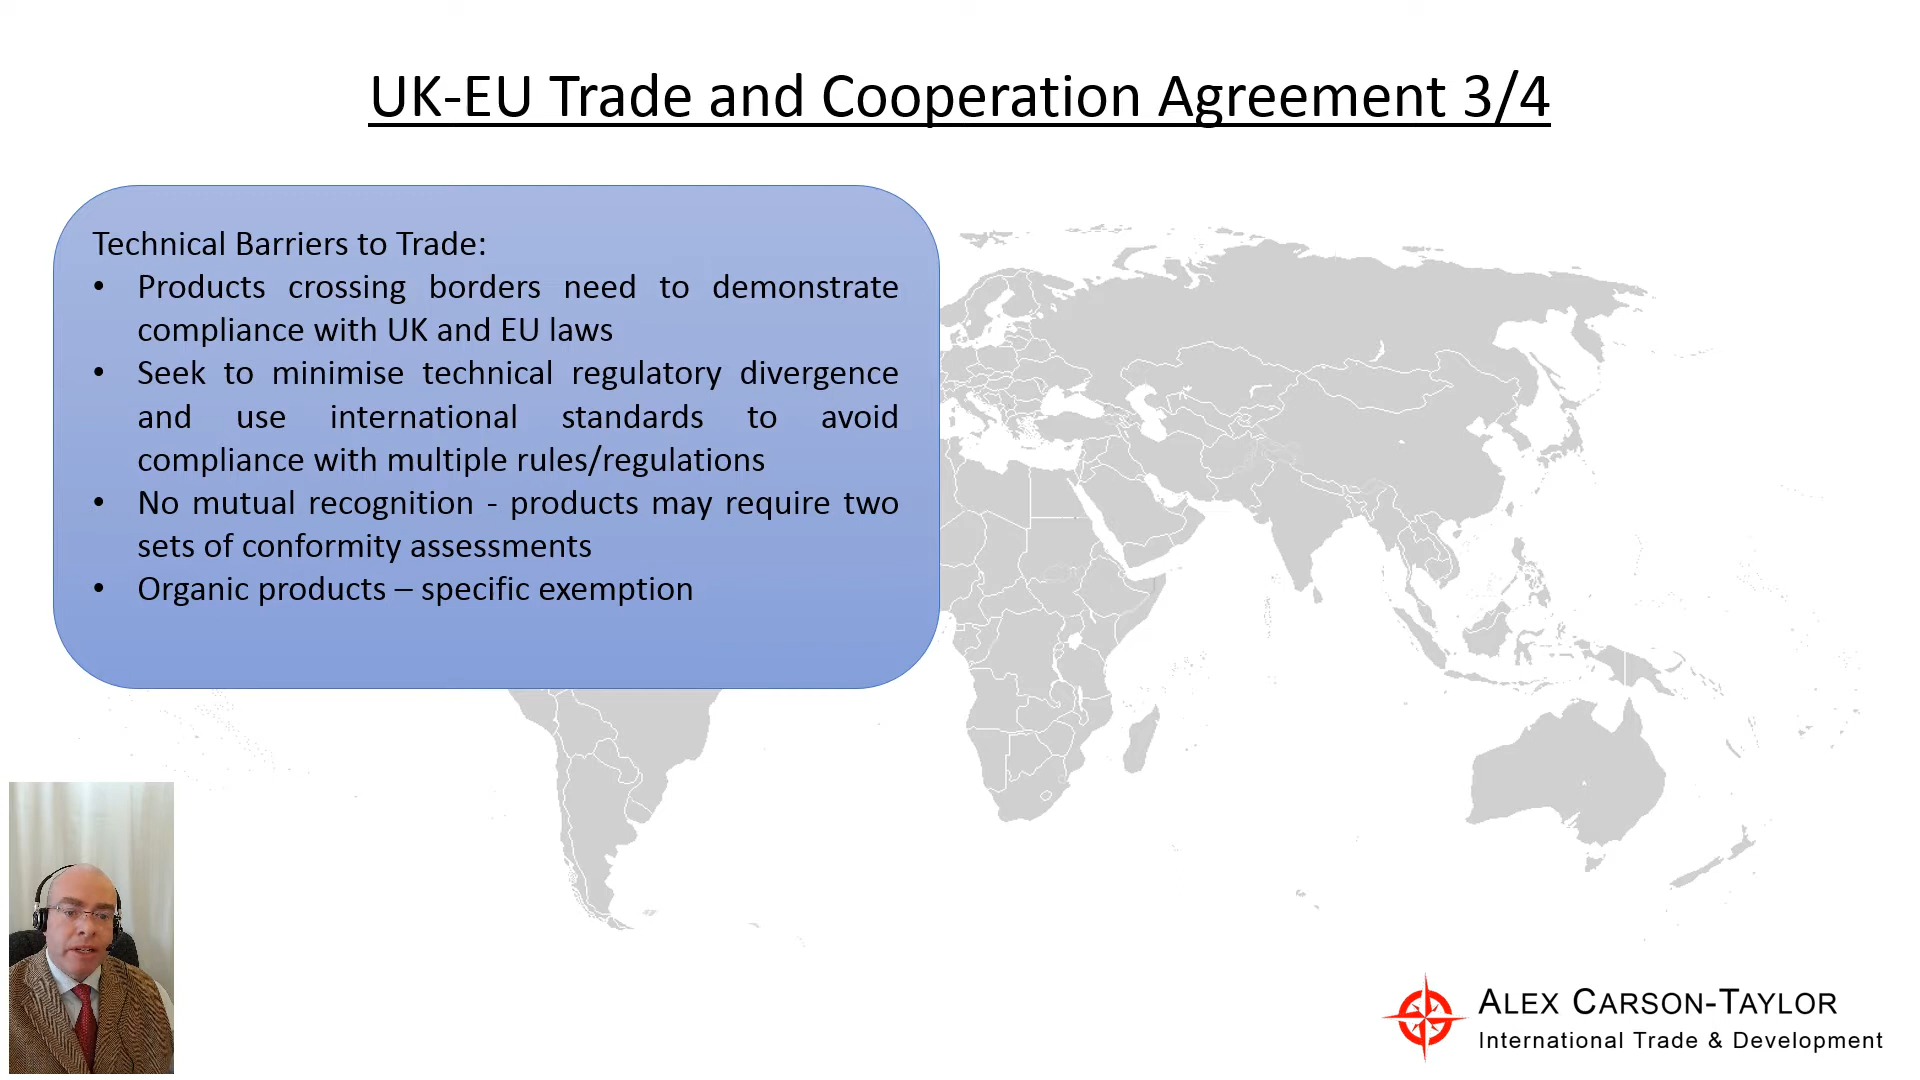 UK-EU Trade and Cooperation Agreement 3/4
Technical Barriers to Trade:
• Products crossing borders need to demonstrate
compliance with UK and EU laws
• Seek to minimise technical regulatory divergence
and use international standards to avoid
compliance with multiple rules/regulations
• No mutual recognition - products may require two
sets of conformity assessments
• Organic products – specific exemption
ALEX CARSON-TAYLOR
International Trade & Development